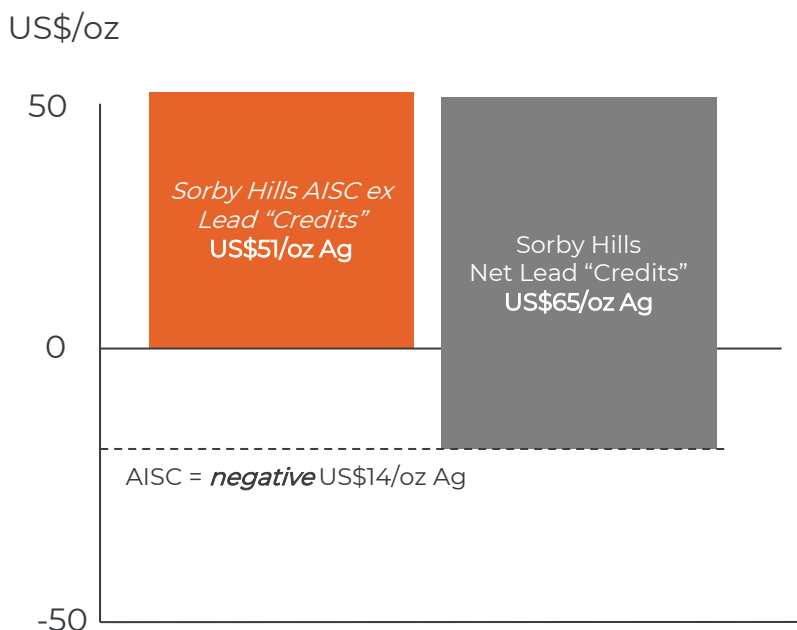 US$/oz
50
Sorby Hills AISC ex
Lead “Credits”
US$51/oz Ag
Sorby Hills
Net Lead “Credits”
US$65/oz Ag
0
AISC = negative US$14/oz Ag
-50